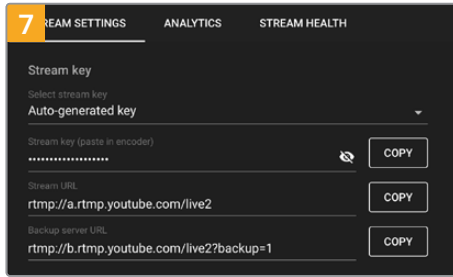 7
REAM SETTINGS ANALYTICS STREAM HEALTH
Stream key
Select stream key
Auto-generated key
Stream key (paste in encoder)
•••••••••••••••••••
COPY
Stream URL
rtmp://a.rtmp.youtube.com/live2
COPY
Backup server URL
rtmp://b.rtmp.youtube.com/live2?backup=1
COPY